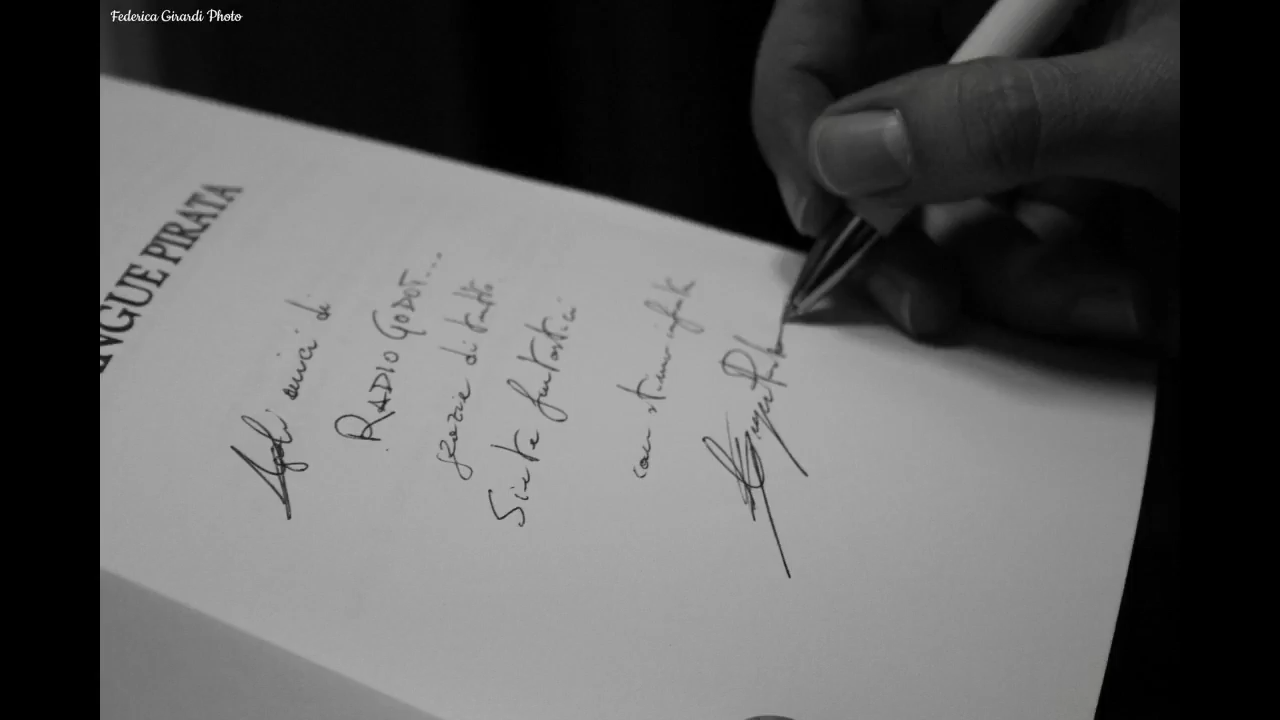 Federica Girardi Photo
NGUE PIRATA
Agli amici di
RADIO GODOT...
grazie di tutto.
Siete fantastici
con stima infinita